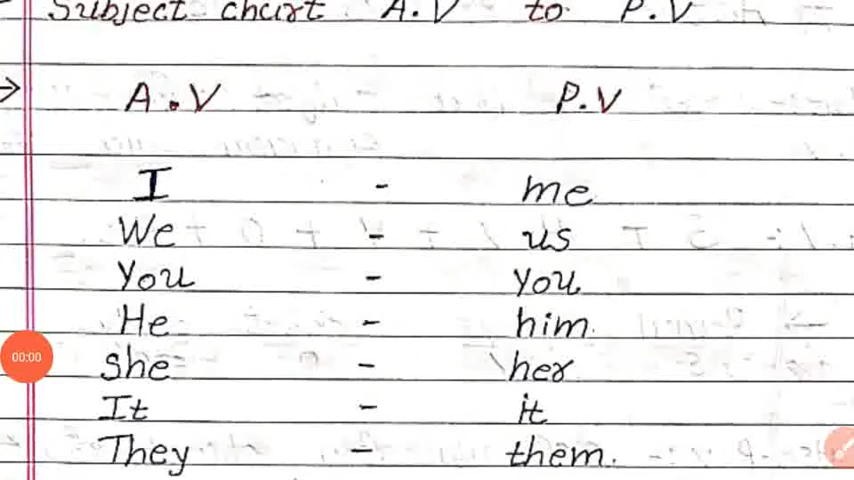 Subject chart A.V to P.V
→ A.V P.V
I - me
We - us
You - you
He - him.
she - her
It - it
They - them.
00:00